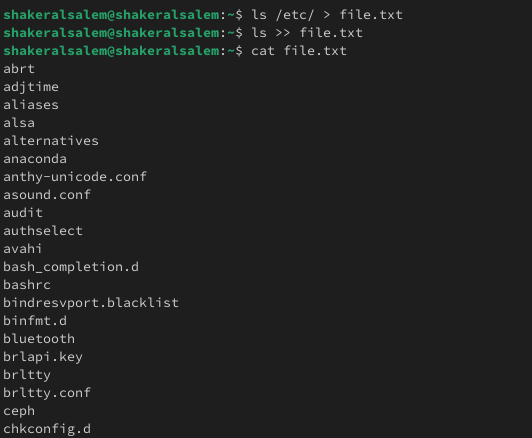 shakeralsalem@shakeralsalem:~$ ls /etc/ > file.txt
shakeralsalem@shakeralsalem:~$ ls >> file.txt
shakeralsalem@shakeralsalem:~$ cat file.txt
abrt
adjtime
aliases
alsa
alternatives
anaconda
anthy-unicode.conf
asound.conf
audit
authselect
avahi
bash_completion.d
bashrc
bindresvport.blacklist
binfmt.d
bluetooth
brlapi.key
brltty
brltty.conf
ceph
chkconfig.d